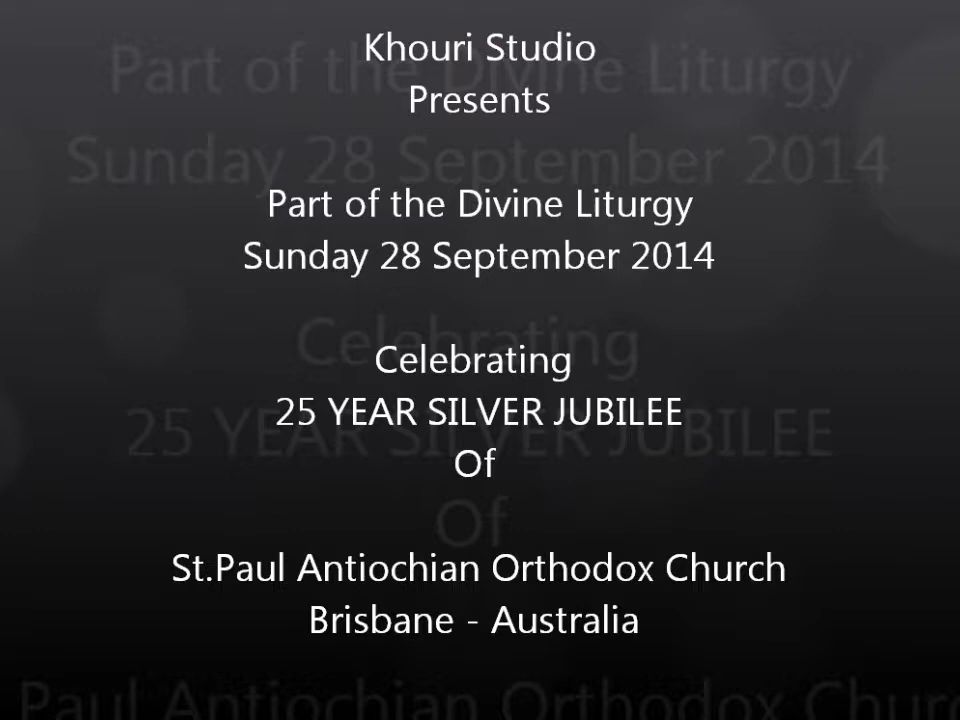 Khouri Studio
Presents
Part of the Divine Liturgy
Sunday 28 September 2014
Celebrating
25 YEAR SILVER JUBILEE
Of
St.Paul Antiochian Orthodox Church
Brisbane - Australia